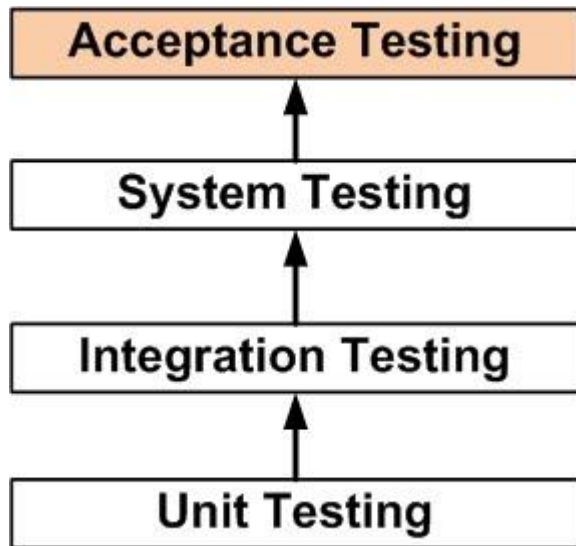 Acceptance Testing
System Testing
Integration Testing
Unit Testing